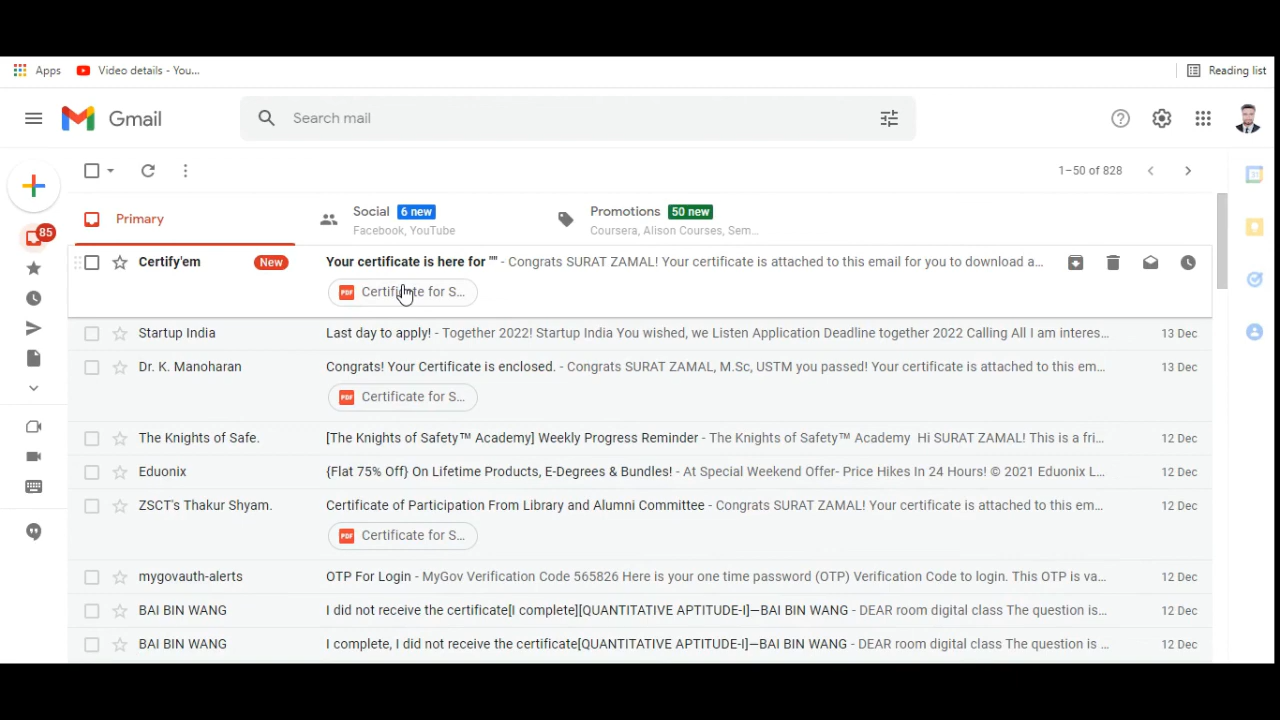 Apps Video details - You... Reading list
Gmail Search mail
1–50 of 828
Primary Social 6 new Promotions 50 new
Facebook, YouTube Coursera, Alison Courses, Sem...
85
Certify'em New Your certificate is here for "" - Congrats SURAT ZAMAL! Your certificate is attached to this email for you to download a...
PDF Certificate for S...
Startup India Last day to apply! - Together 2022! Startup India You wished, we Listen Application Deadline together 2022 Calling All I am interes... 13 Dec
Dr. K. Manoharan Congrats! Your Certificate is enclosed. - Congrats SURAT ZAMAL, M.Sc, USTM you passed! Your certificate is attached to this em... 13 Dec
PDF Certificate for S...
The Knights of Safe. [The Knights of Safety™ Academy] Weekly Progress Reminder - The Knights of Safety™ Academy Hi SURAT ZAMAL! This is a fri... 12 Dec
Eduonix {Flat 75% Off} On Lifetime Products, E-Degrees & Bundles! - At Special Weekend Offer- Price Hikes In 24 Hours! © 2021 Eduonix L... 12 Dec
ZSCT's Thakur Shyam. Certificate of Participation From Library and Alumni Committee - Congrats SURAT ZAMAL! Your certificate is attached to this em... 12 Dec
PDF Certificate for S...
mygovauth-alerts OTP For Login - MyGov Verification Code 565826 Here is your one time password (OTP) Verification Code to login. This OTP is va... 12 Dec
BAI BIN WANG I did not receive the certificate[I complete][QUANTITATIVE APTITUDE-I]—BAI BIN WANG - DEAR room digital class The question is... 12 Dec
BAI BIN WANG I complete, I did not receive the certificate[QUANTITATIVE APTITUDE-I]—BAI BIN WANG - DEAR room digital class The question is ... 12 Dec